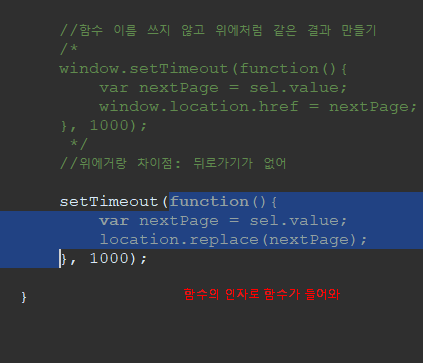 //함수 이름 쓰지 않고 위에처럼 같은 결과 만들기
/*
window.setTimeout(function(){
var nextPage = sel.value;
window.location.href = nextPage;
}, 1000);
*/
//위에거랑 차이점: 뒤로가기가 없어
setTimeout(function(){
var nextPage = sel.value;
location.replace(nextPage);
}, 1000);
}
함수의 인자로 함수가 들어와